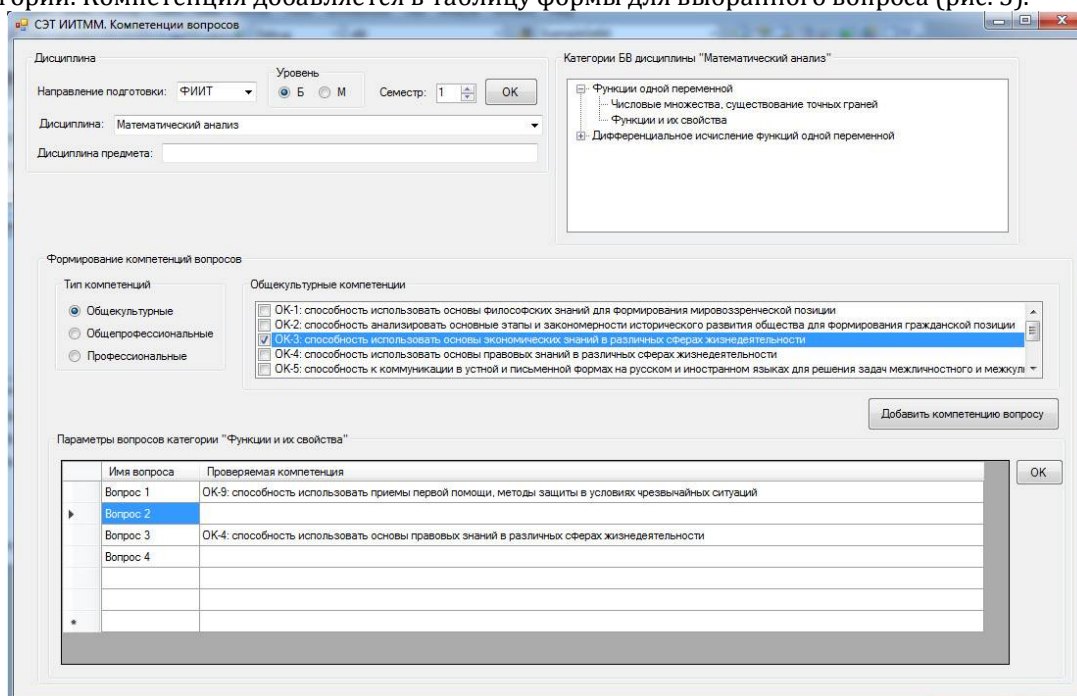 гории. Компетенция добавляется в таблицу формы для выбранного вопроса (рис. 5).
СЭТ ИИТММ. Компетенции вопросов
Дисциплина
Направление подготовки: ФИИТ
Уровень
Б М
Семестр: 1
OK
Дисциплина: Математический анализ
Дисциплина предмета:
Категории БВ дисциплины "Математический анализ"
Функции одной переменной
Числовые множества, существование точных граней
Функции и их свойства
Дифференциальное исчисление функций одной переменной
Формирование компетенций вопросов
Тип компетенций
Общекультурные
Общепрофессиональные
Профессиональные
Общекультурные компетенции
ОК-1: способность использовать основы философских знаний для формирования мировоззренческой позиции
ОК-2: способность анализировать основные этапы и закономерности исторического развития общества для формирования гражданской позиции
ОК-3: способность использовать основы экономических знаний в различных сферах жизнедеятельности
ОК-4: способность использовать основы правовых знаний в различных сферах жизнедеятельности
ОК-5: способность к коммуникации в устной и письменной формах на русском и иностранном языках для решения задач межличностного и межкул
Добавить компетенцию вопросу
Параметры вопросов категории "Функции и их свойства"
Имя вопроса Проверяемая компетенция
Вопрос 1 ОК-9: способность использовать приемы первой помощи, методы защиты в условиях чрезвычайных ситуаций
Вопрос 2
Вопрос 3 ОК-4: способность использовать основы правовых знаний в различных сферах жизнедеятельности
Вопрос 4
OK